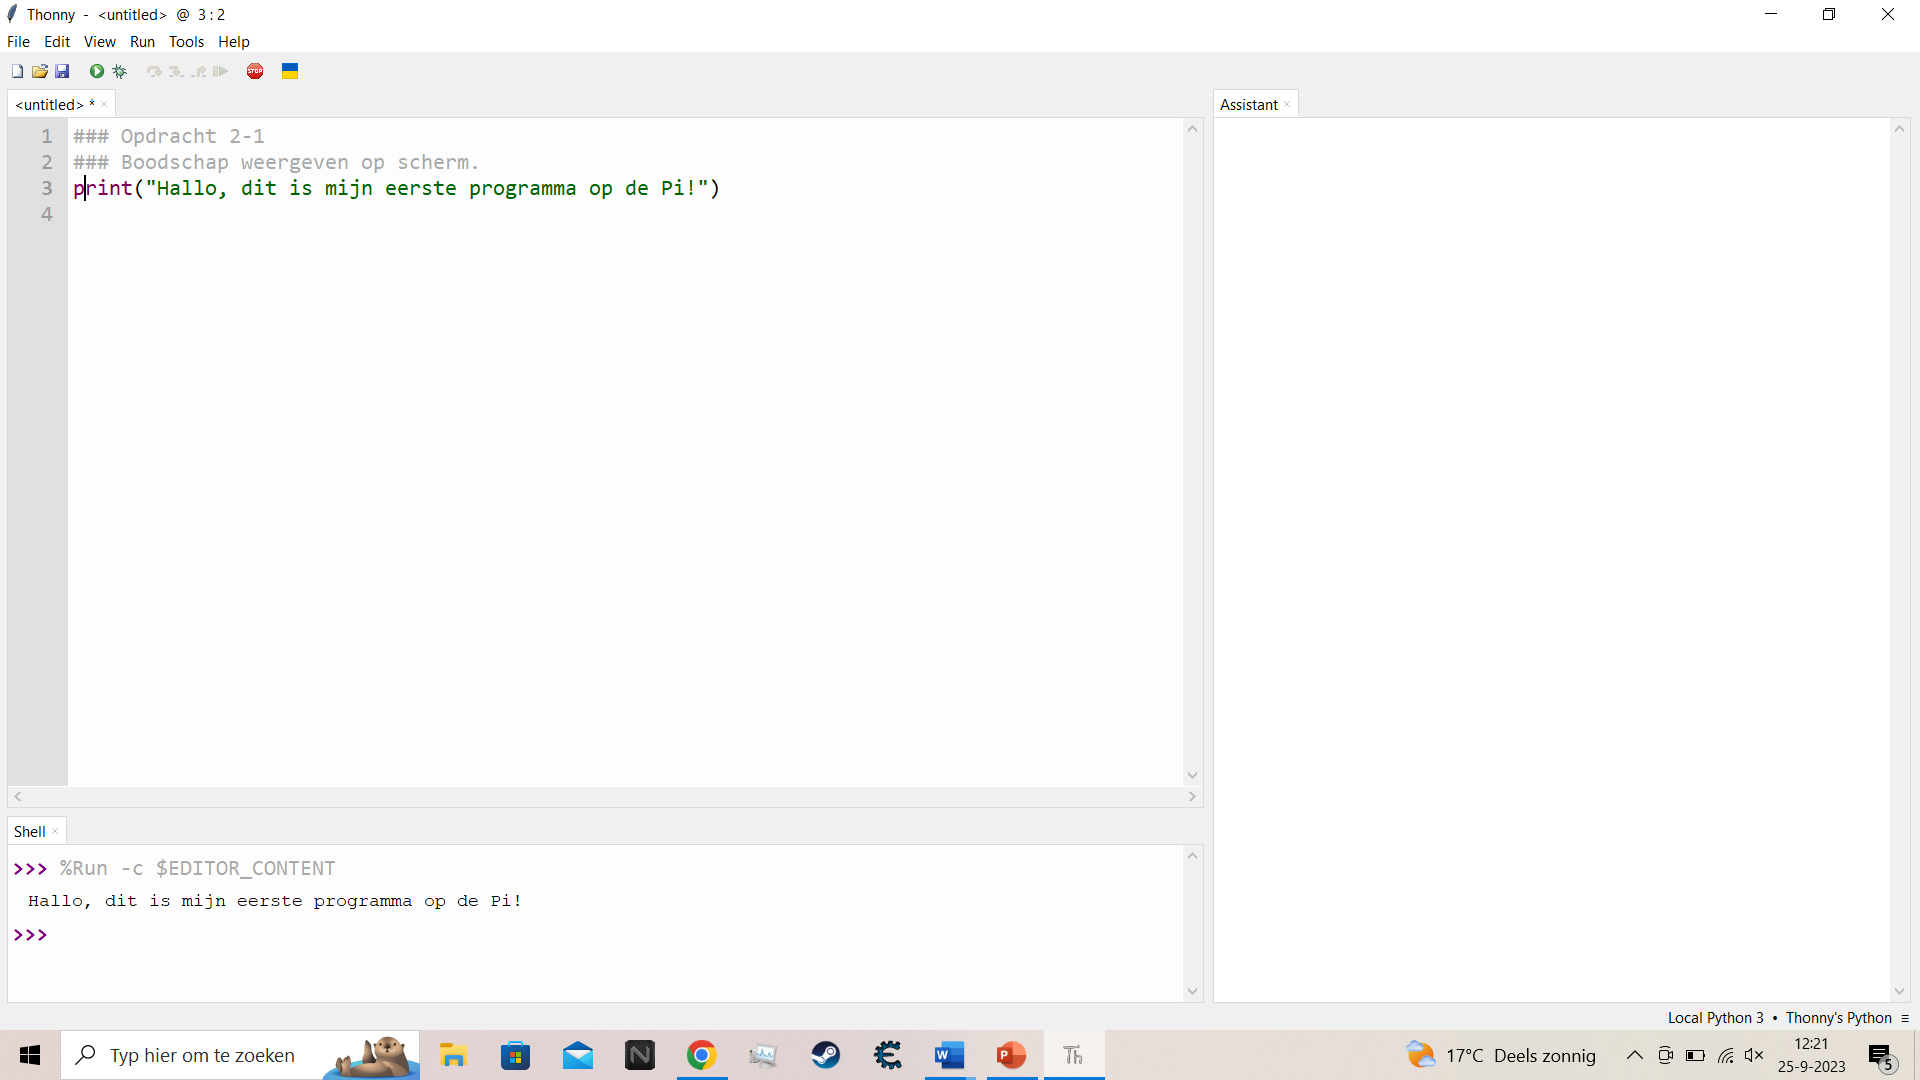 Thonny - <untitled> @ 3:2
File Edit View Run Tools Help
STOP
<untitled> *
Assistant
1 ### Opdracht 2-1
2 ### Boodschap weergeven op scherm.
3 print("Hallo, dit is mijn eerste programma op de Pi!")
4
Shell
>>> %Run -c $EDITOR_CONTENT
Hallo, dit is mijn eerste programma op de Pi!
>>>
Local Python 3 • Thonny's Python ≡
Typ hier om te zoeken
N
W
P
Th
17°C Deels zonnig
12:21
25-9-2023
5